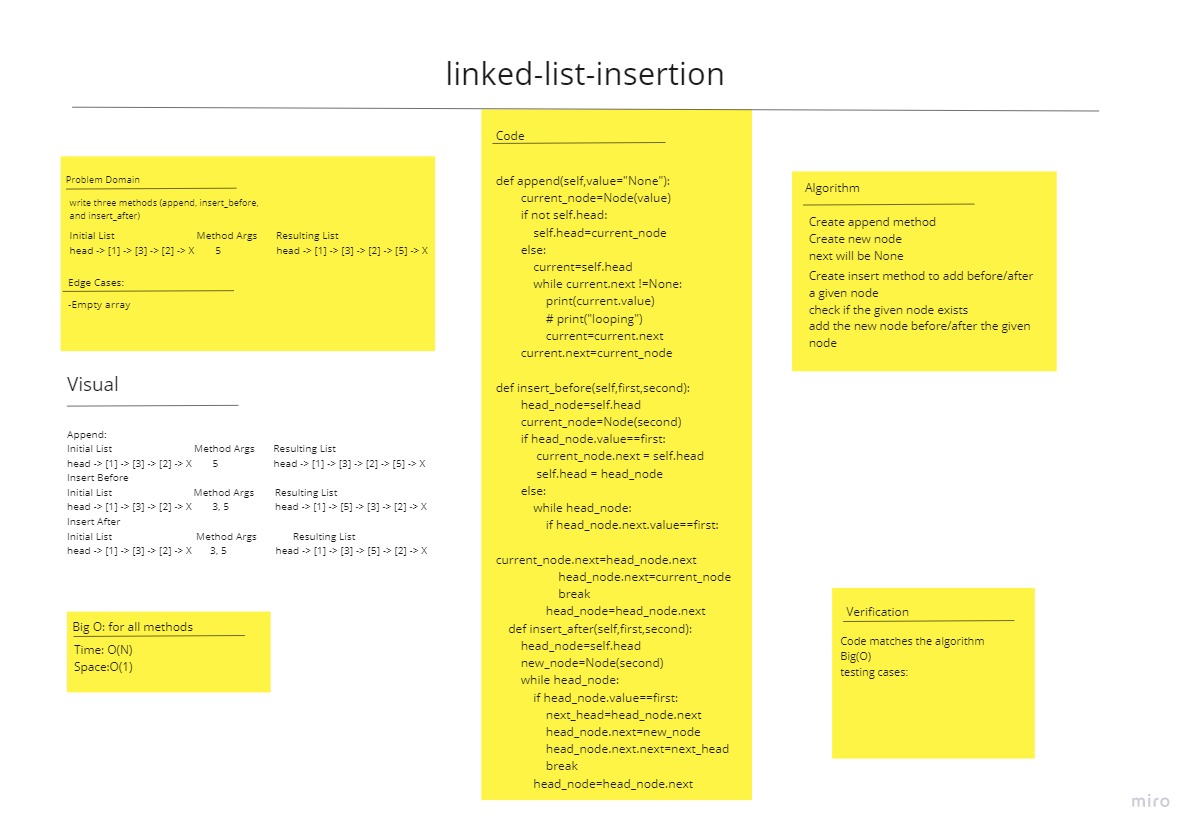 linked-list-insertion
Problem Domain
write three methods (append, insert_before,
and insert_after)
Initial List Method Args Resulting List
head -> [1] -> [3] -> [2] -> X 5 head -> [1] -> [3] -> [2] -> [5] -> X
Edge Cases:
-Empty array
Visual
Append:
Initial List Method Args Resulting List
head -> [1] -> [3] -> [2] -> X 5 head -> [1] -> [3] -> [2] -> [5] -> X
Insert Before
Initial List Method Args Resulting List
head -> [1] -> [3] -> [2] -> X 3, 5 head -> [1] -> [5] -> [3] -> [2] -> X
Insert After
Initial List Method Args Resulting List
head -> [1] -> [3] -> [2] -> X 3, 5 head -> [1] -> [3] -> [5] -> [2] -> X
Big O: for all methods
Time: O(N)
Space:O(1)
Code
def append(self,value="None"):
current_node=Node(value)
if not self.head:
self.head=current_node
else:
current=self.head
while current.next !=None:
print(current.value)
# print("looping")
current=current.next
current.next=current_node
def insert_before(self,first,second):
head_node=self.head
current_node=Node(second)
if head_node.value==first:
current_node.next = self.head
self.head = head_node
else:
while head_node:
if head_node.next.value==first:
current_node.next=head_node.next
head_node.next=current_node
break
head_node=head_node.next
def insert_after(self,first,second):
head_node=self.head
new_node=Node(second)
while head_node:
if head_node.value==first:
next_head=head_node.next
head_node.next=new_node
head_node.next.next=next_head
break
head_node=head_node.next
Algorithm
Create append method
Create new node
next will be None
Create insert method to add before/after
a given node
check if the given node exists
add the new node before/after the given
node
Verification
Code matches the algorithm
Big(O)
testing cases:
miro